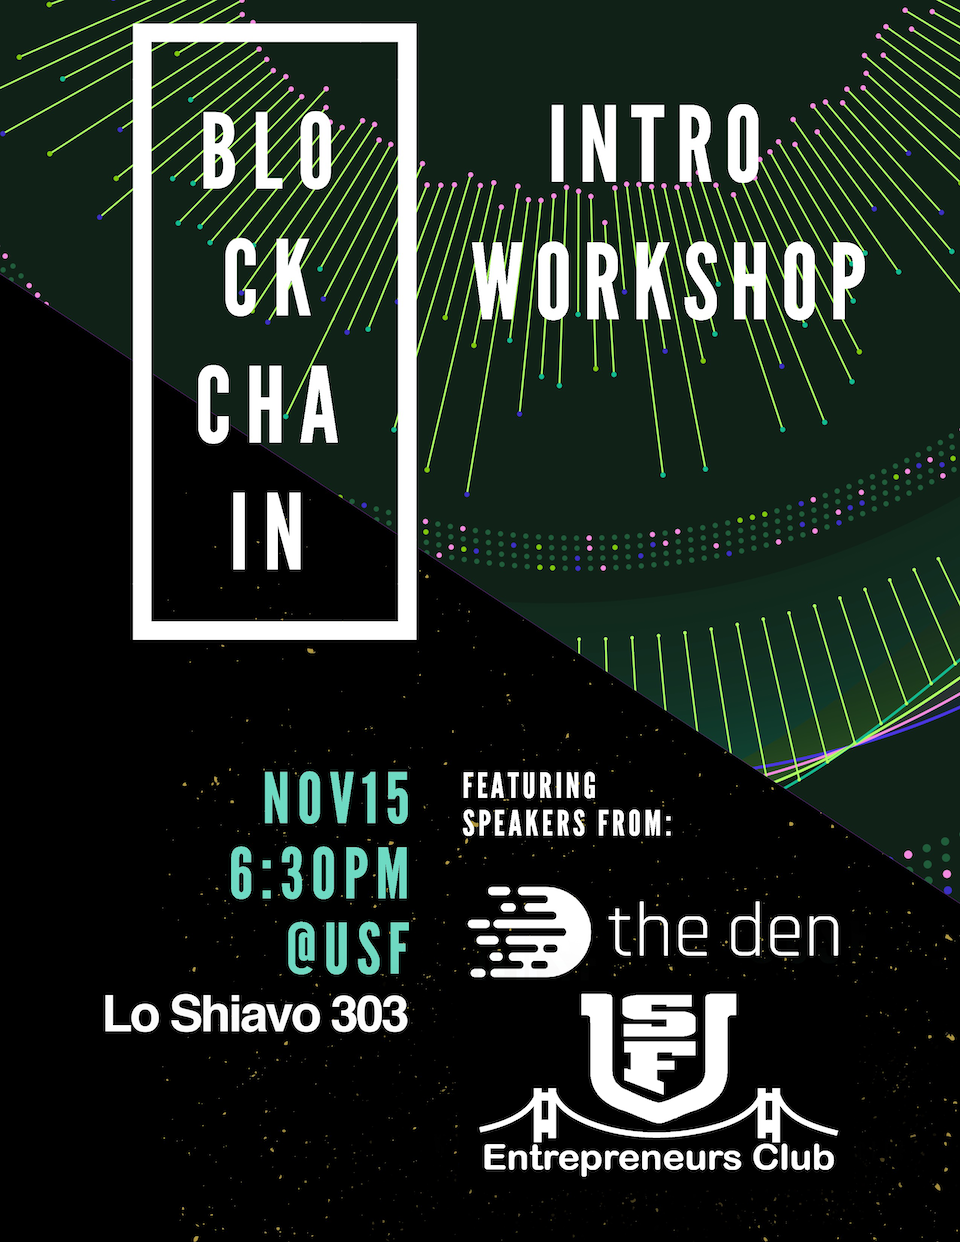 BLO
CK
CHA
IN
INTRO
WORKSHOP
NOV15
6:30PM
@USF
Lo Shiavo 303
FEATURING
SPEAKERS FROM:
the den
USF
Entrepreneurs Club